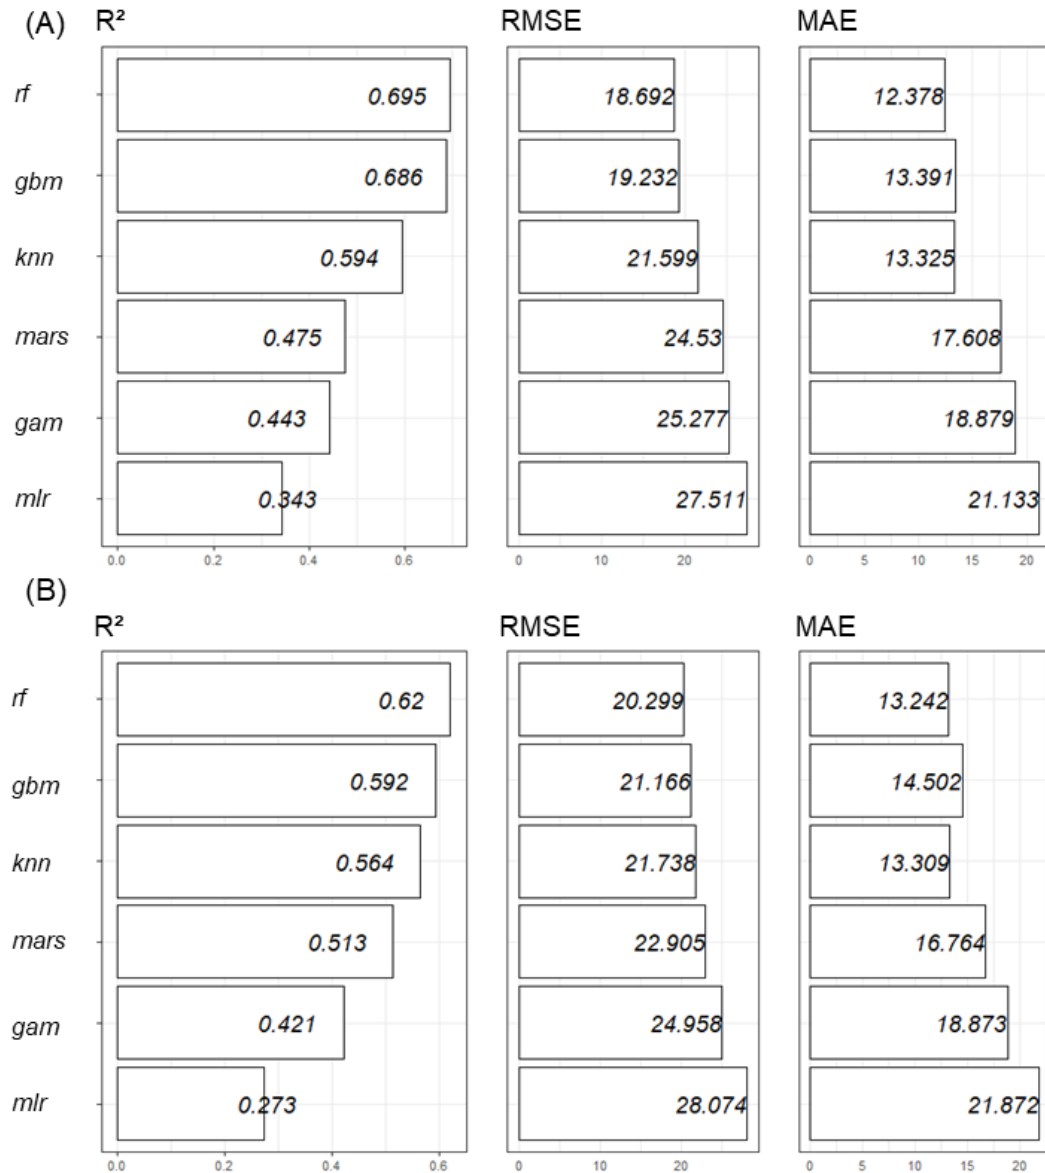 (A) R² RMSE MAE
rf 0.695 18.692 12.378
gbm 0.686 19.232 13.391
knn 0.594 21.599 13.325
mars 0.475 24.53 17.608
gam 0.443 25.277 18.879
mlr 0.343 27.511 21.133
0.0 0.2 0.4 0.6 0 10 20 0 5 10 15 20
(B)
R² RMSE MAE
rf 0.62 20.299 13.242
gbm 0.592 21.166 14.502
knn 0.564 21.738 13.309
mars 0.513 22.905 16.764
gam 0.421 24.958 18.873
mlr 0.273 28.074 21.872
0.0 0.2 0.4 0.6 0 10 20 0 5 10 15 20